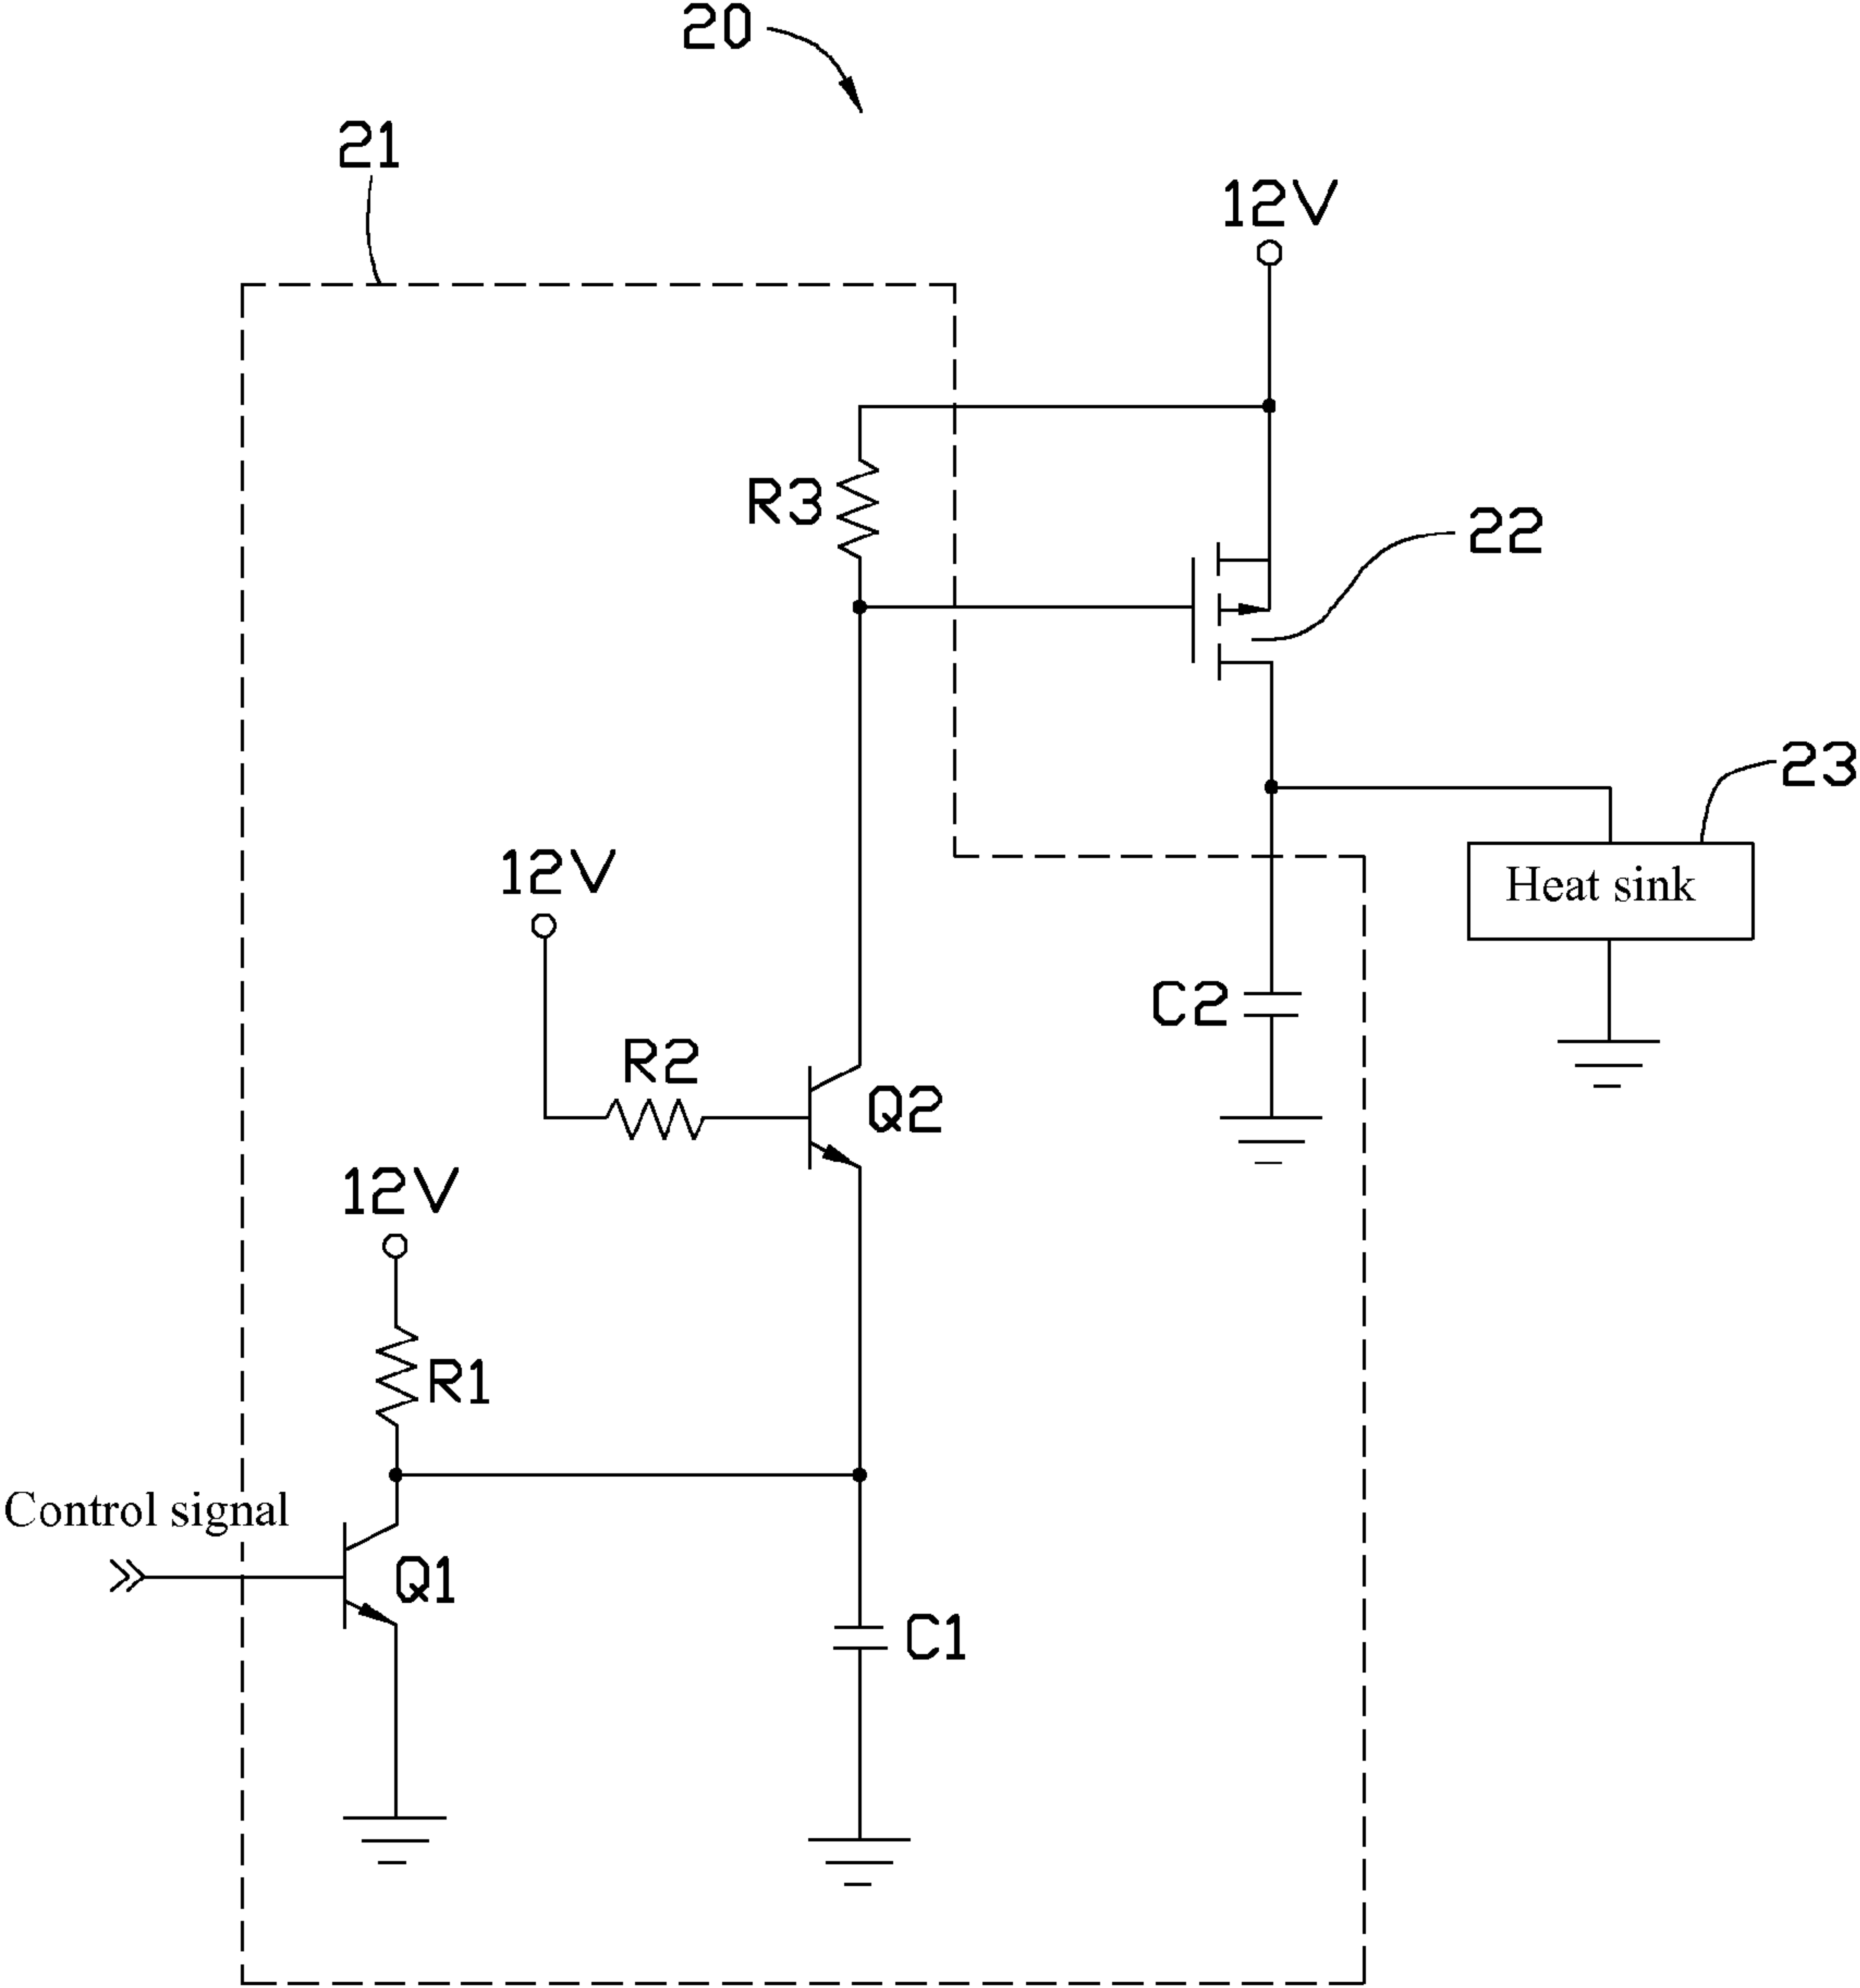 20
21
12V
R3
22
23
12V
Heat sink
C2
R2
Q2
12V
R1
Control signal
Q1
C1